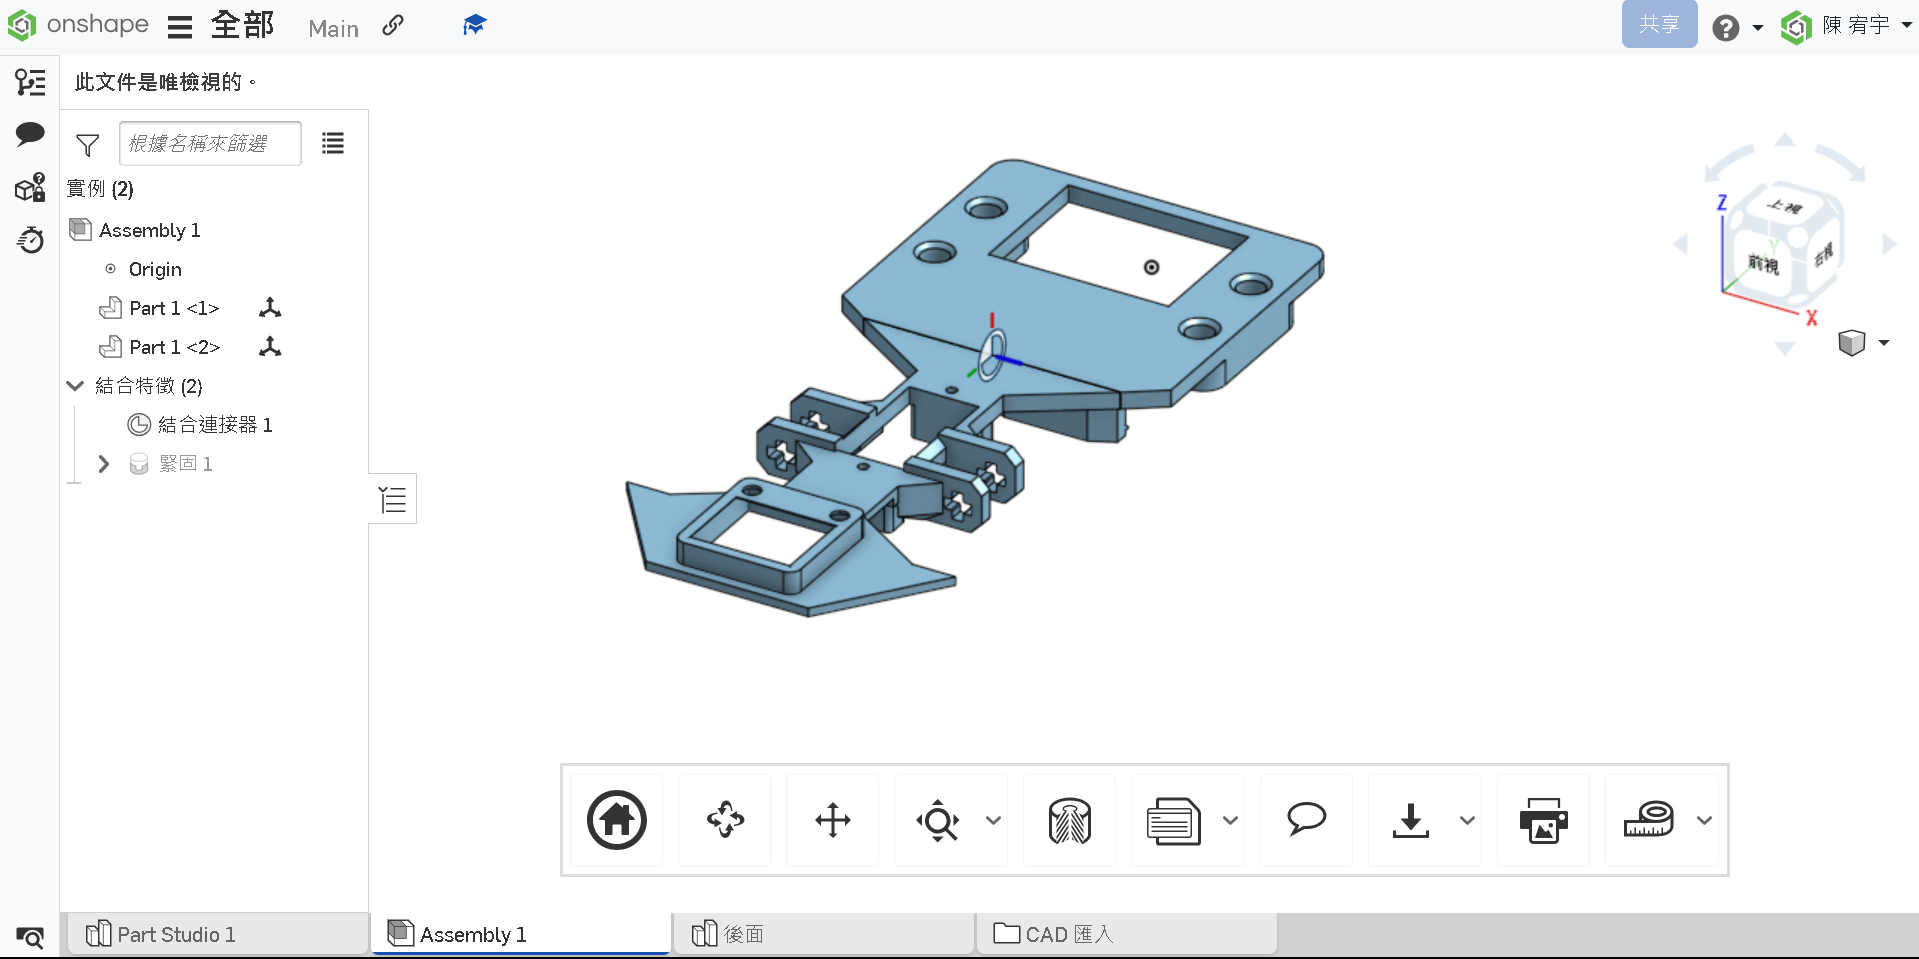 onshape 全部 Main 共享 陳 宥宇
此文件是唯檢視的。
根據名稱來篩選
實例 (2)
Assembly 1
Origin
Part 1 <1>
Part 1 <2>
結合特徵 (2)
結合連接器 1
緊固 1
Z
上視
Y
前視
右視
X
Part Studio 1
Assembly 1
後面
CAD 匯入